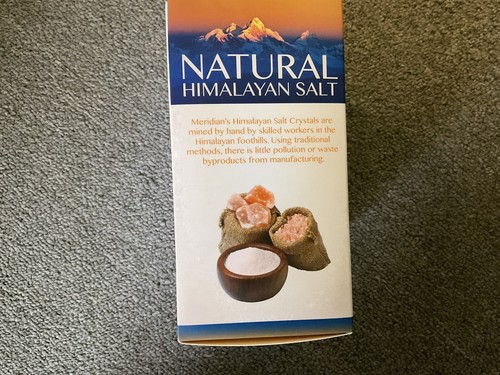 NATURAL
HIMALAYAN SALT
Meridian's Himalayan Salt Crystals are
mined by hand by skilled workers in the
Himalayan foothills. Using traditional
methods, there is little pollution or waste
byproducts from manufacturing.